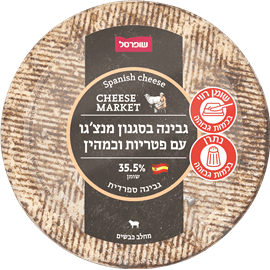 שופרסל
Spanish cheese
CHEESE
MARKET
גבינה בסגנון מנצ'גו
עם פטריות וכמהין
35.5%
שומן
גבינה ספרדית
מחלב כבשים
שומן רווי
בכמות גבוהה
נתרן
בכמות גבוהה